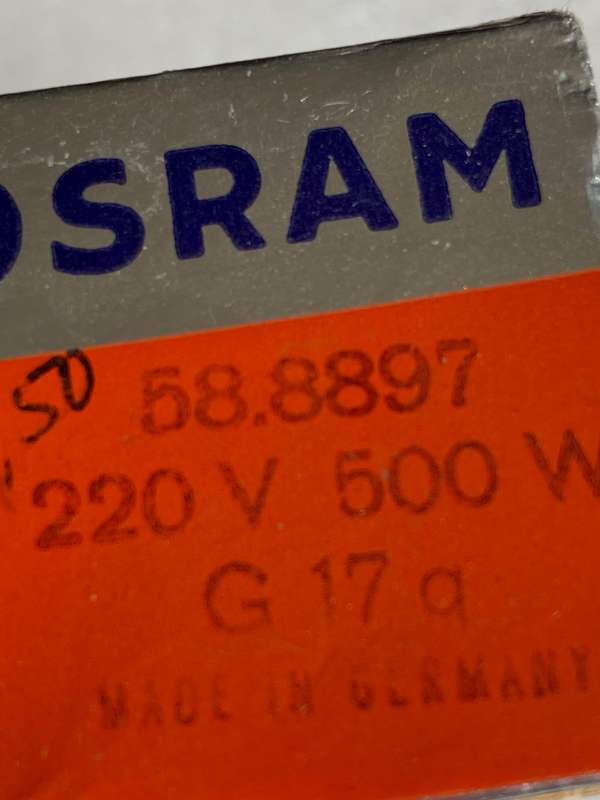 OSRAM
50
58.8897
220 V 500 W
G 17 q
MADE IN GERMANY